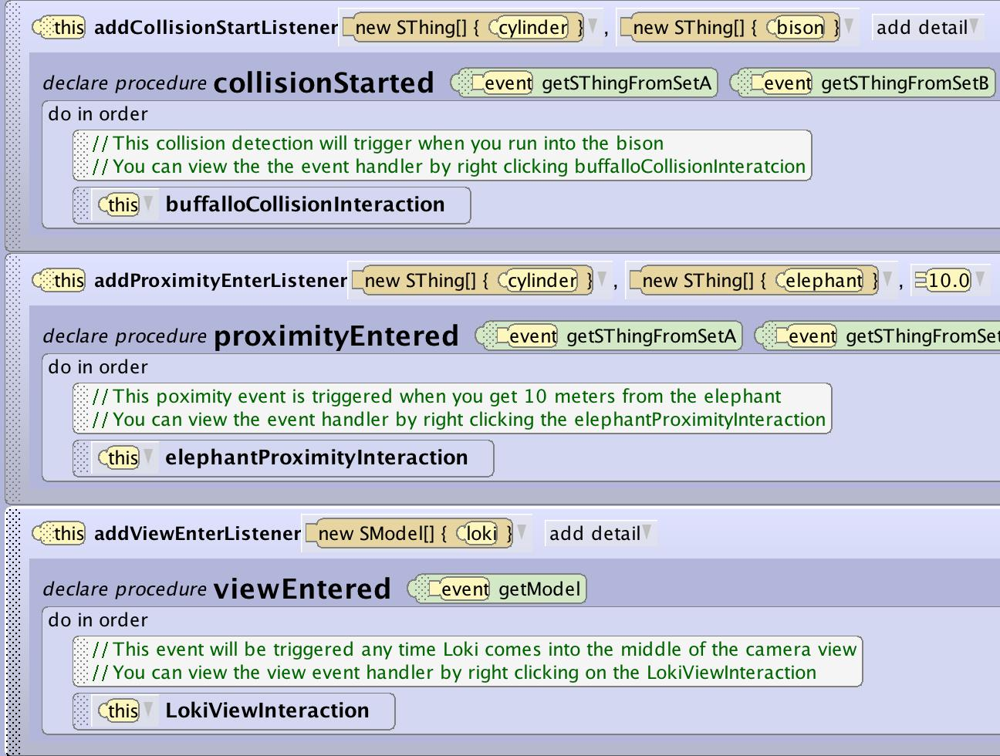 this addCollisionStartListener new SThing[] { cylinder } , new SThing[] { bison } add detail
declare procedure collisionStarted event getSThingFromSetA event getSThingFromSetB
do in order
// This collision detection will trigger when you run into the bison
// You can view the the event handler by right clicking buffalloCollisionInteratcion
this buffalloCollisionInteraction
this addProximityEnterListener new SThing[] { cylinder } , new SThing[] { elephant } , 10.0
declare procedure proximityEntered event getSThingFromSetA event getSThingFromSet
do in order
// This poximity event is triggered when you get 10 meters from the elephant
// You can view the event handler by right clicking the elephantProximityInteraction
this elephantProximityInteraction
this addViewEnterListener new SModel[] { loki } add detail
declare procedure viewEntered event getModel
do in order
// This event will be triggered any time Loki comes into the middle of the camera view
// You can view the view event handler by right clicking on the LokiViewInteraction
this LokiViewInteraction